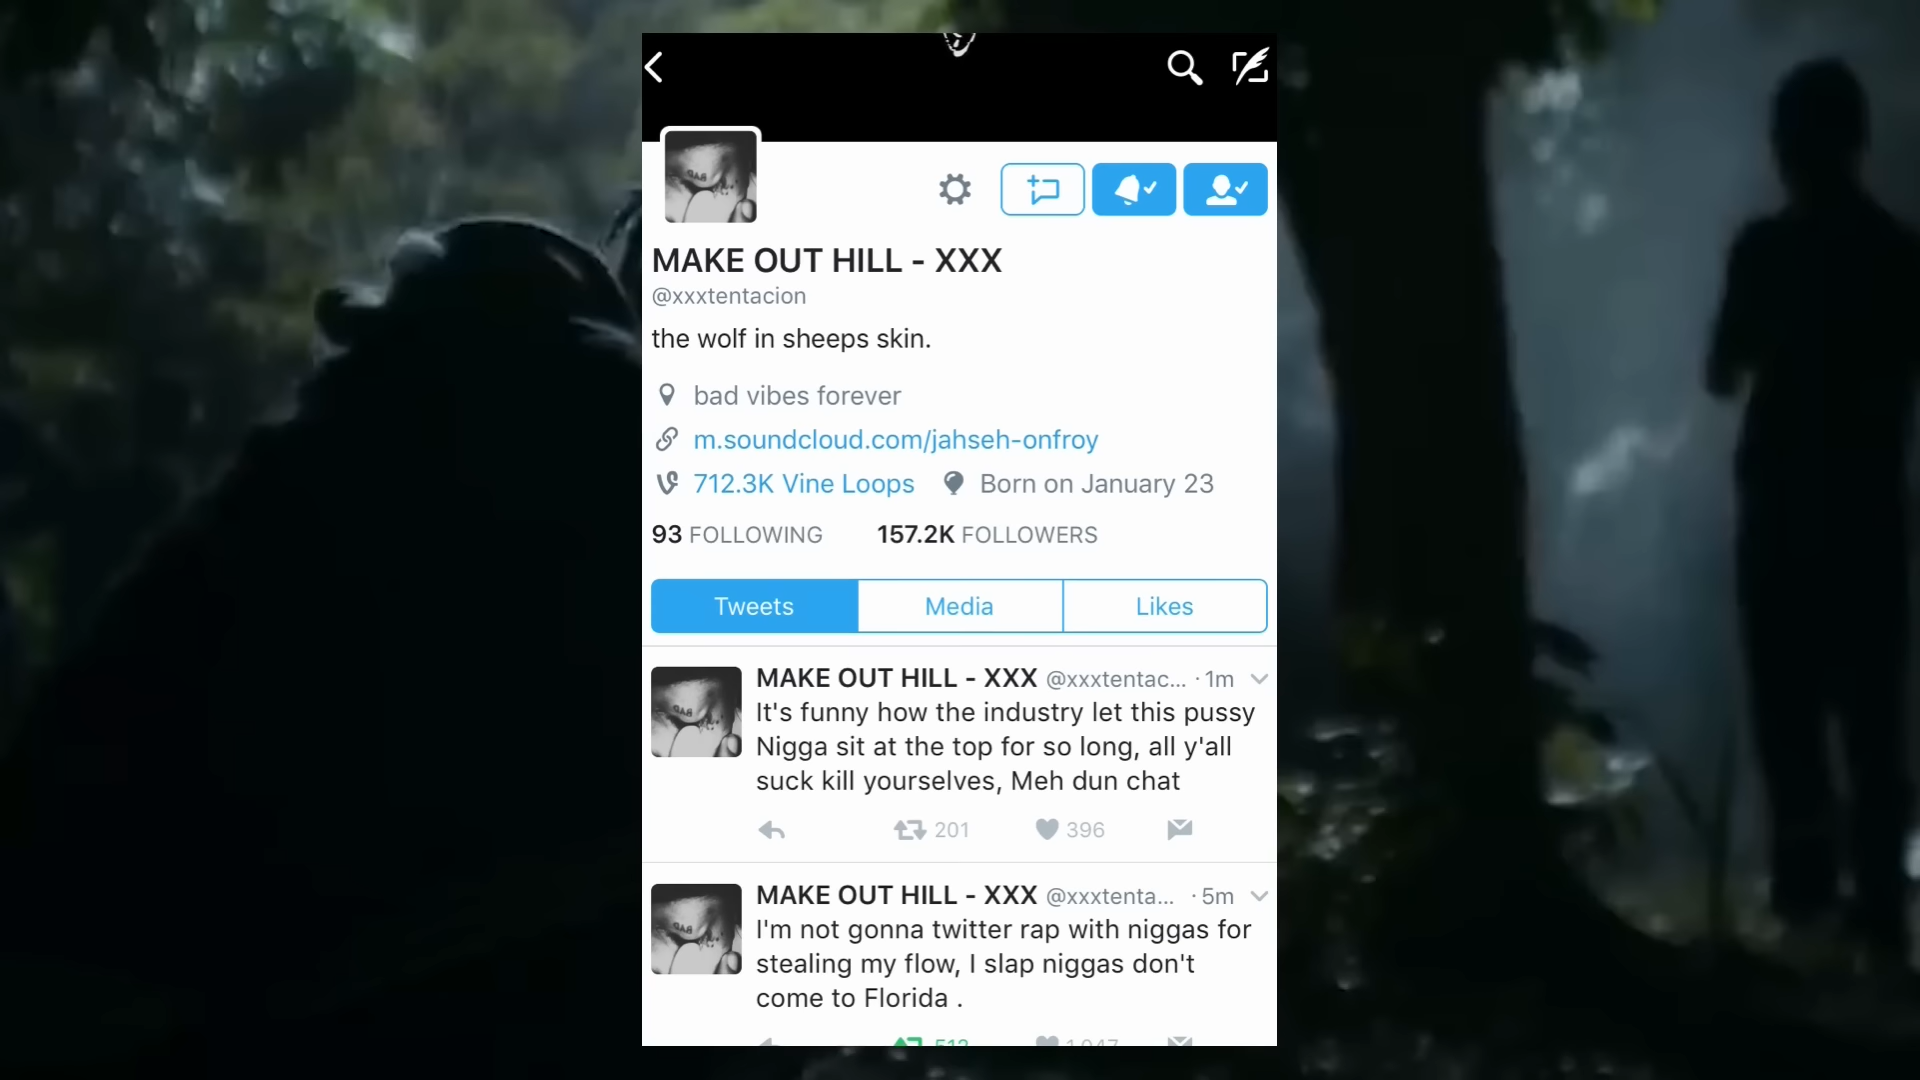 MAKE OUT HILL - XXX
@xxxtentacion
the wolf in sheeps skin.
bad vibes forever
m.soundcloud.com/jahseh-onfroy
712.3K Vine Loops Born on January 23
93 FOLLOWING 157.2K FOLLOWERS
Tweets Media Likes
MAKE OUT HILL - XXX @xxxtentac... · 1m
It's funny how the industry let this pussy
Nigga sit at the top for so long, all y'all
suck kill yourselves, Meh dun chat
201 396
MAKE OUT HILL - XXX @xxxtenta... · 5m
I'm not gonna twitter rap with niggas for
stealing my flow, I slap niggas don't
come to Florida .